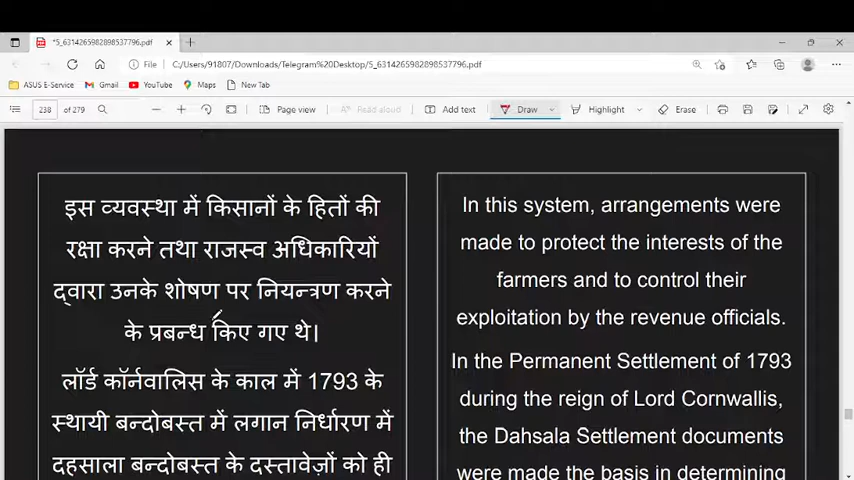 *5_6314265982898537796.pdf
File
C:/Users/91807/Downloads/Telegram%20Desktop/5_6314265982898537796.pdf
ASUS E-Service
Gmail
YouTube
Maps
New Tab
238 of 279
Page view
Read aloud
Add text
Draw
Highlight
Erase
इस व्यवस्था में किसानों के हितों की
रक्षा करने तथा राजस्व अधिकारियों
द्वारा उनके शोषण पर नियन्त्रण करने
के प्रबन्ध किए गए थे।
लॉर्ड कॉर्नवालिस के काल में 1793 के
स्थायी बन्दोबस्त में लगान निर्धारण में
दहसाला बन्दोबस्त के दस्तावेज़ों को ही
In this system, arrangements were
made to protect the interests of the
farmers and to control their
exploitation by the revenue officials.
In the Permanent Settlement of 1793
during the reign of Lord Cornwallis,
the Dahsala Settlement documents
were made the basis in determining